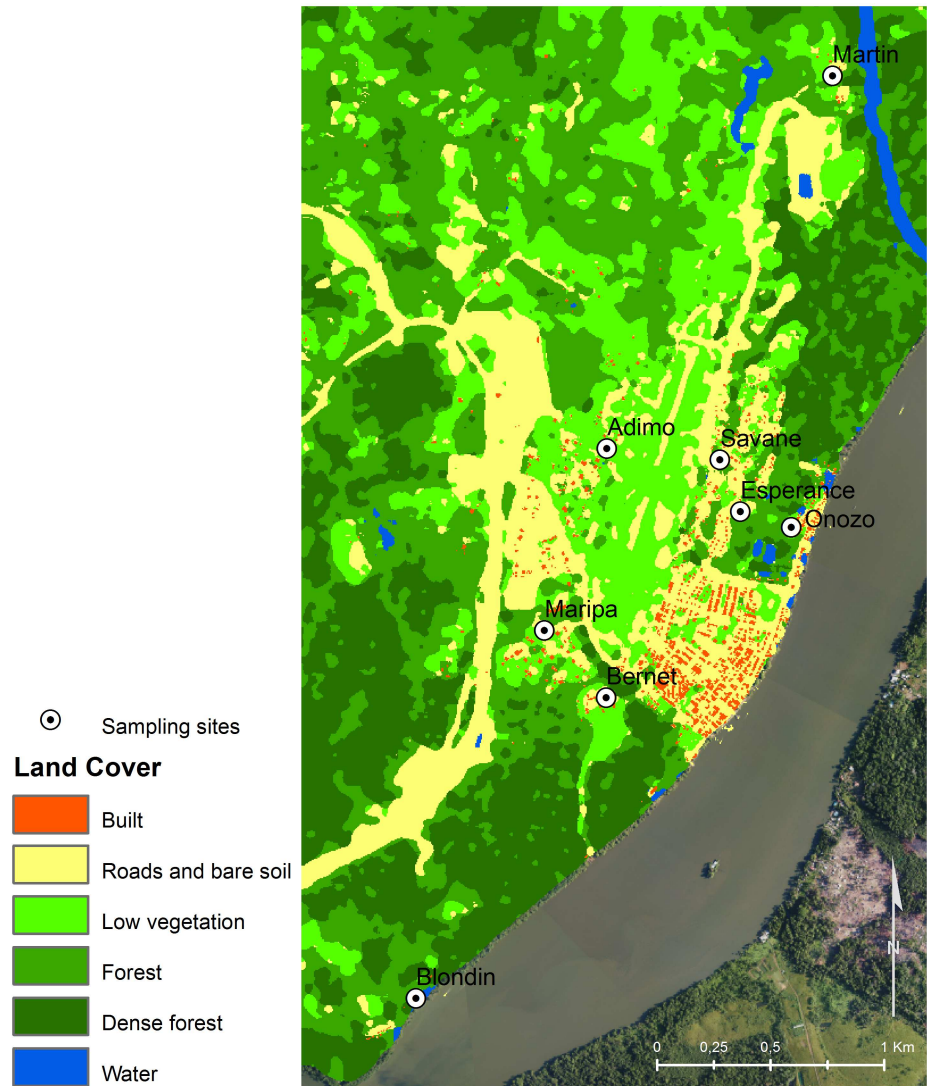 Martin
Adimo
Savane
Esperance
Onozo
Maripa
Bernet
Blondin
Sampling sites
Land Cover
Built
Roads and bare soil
Low vegetation
Forest
Dense forest
Water
N
0 0,25 0,5 1 Km